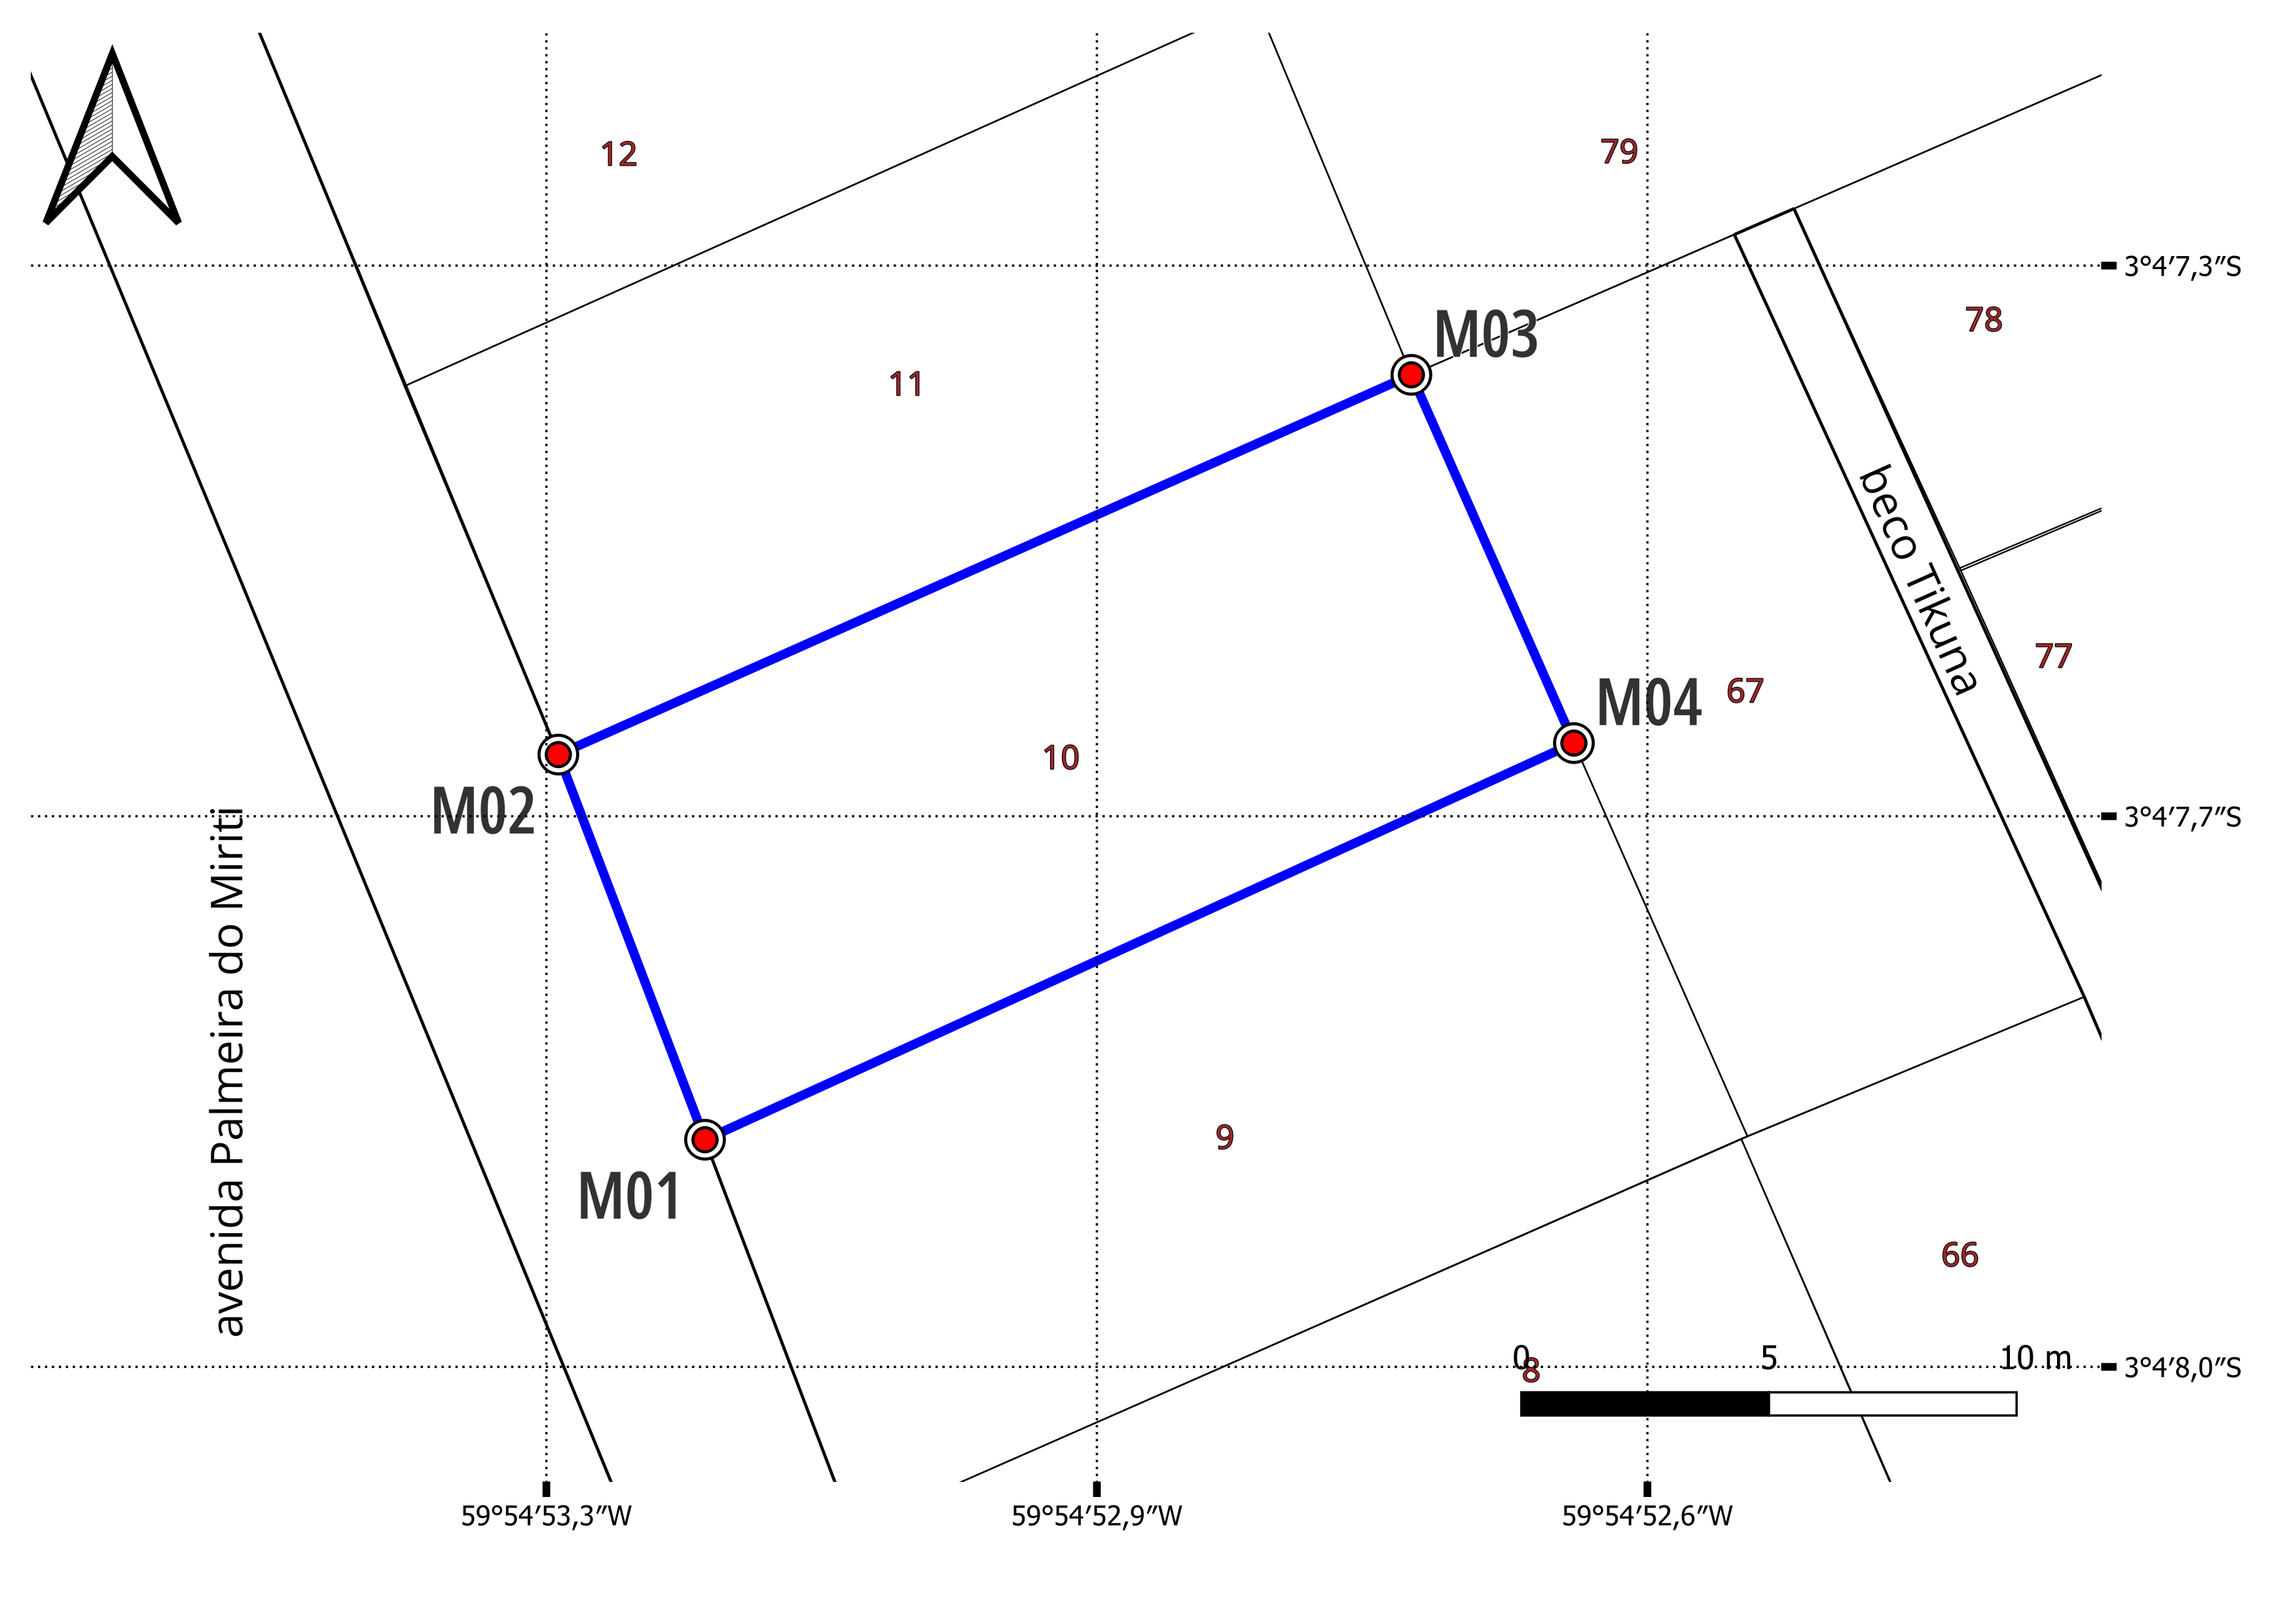 12
79
3°4′7,3″S
78
M03
11
beco Tikuna
77
M04
67
10
M02
3°4′7,7″S
avenida Palmeira do Miriti
9
M01
66
0 5 10 m
8
3°4′8,0″S
59°54′53,3″W 59°54′52,9″W 59°54′52,6″W